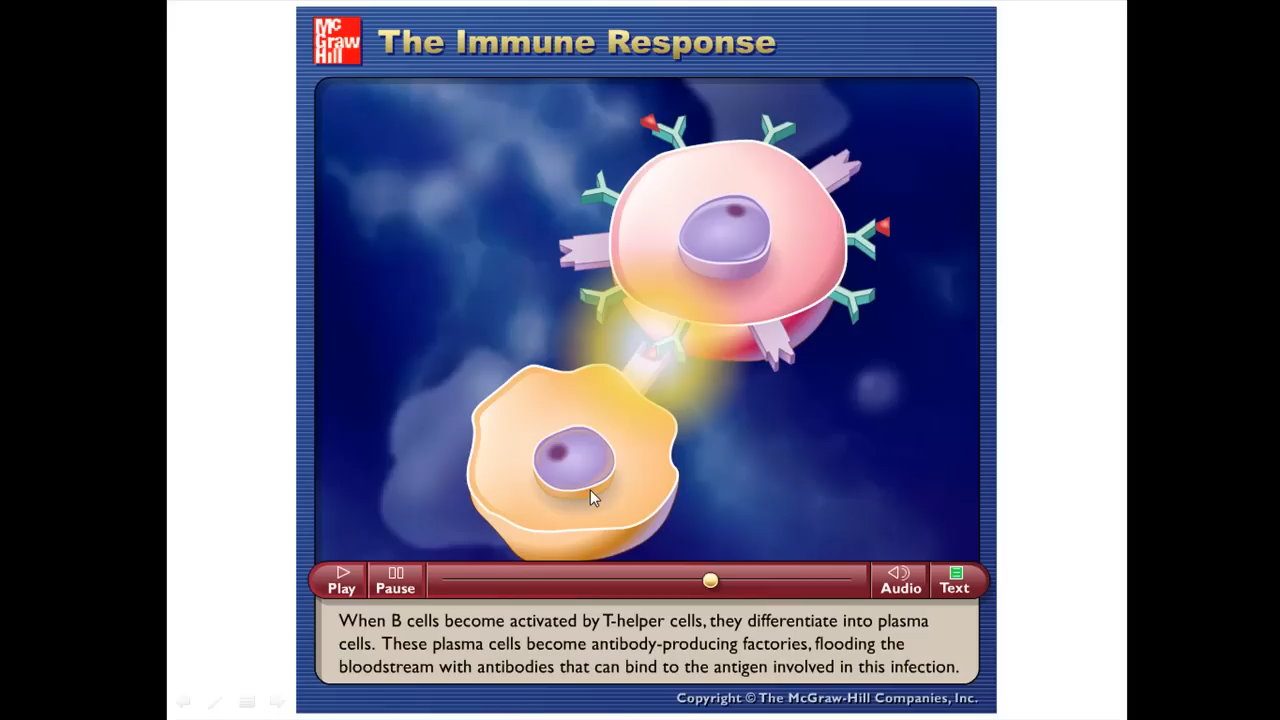 Mc
Graw
Hill
The Immune Response
Play
Pause
Audio
Text
When B cells become activated by T-helper cells, they differentiate into plasma
cells. These plasma cells become antibody-producing factories, flooding the
bloodstream with antibodies that can bind to the antigen involved in this infection.
Copyright © The McGraw-Hill Companies, Inc.